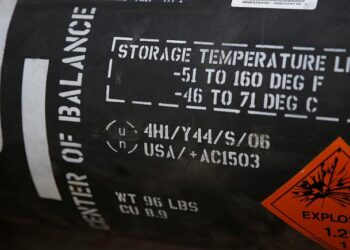 CENTER OF BALANCE
STORAGE TEMPERATURE LI
-51 TO 160 DEG F
-46 TO 71 DEG C
u
n
4H1/Y44/S/06
USA/+AC1503
WT 96 LBS
CU 8.9
EXPLO
1.2